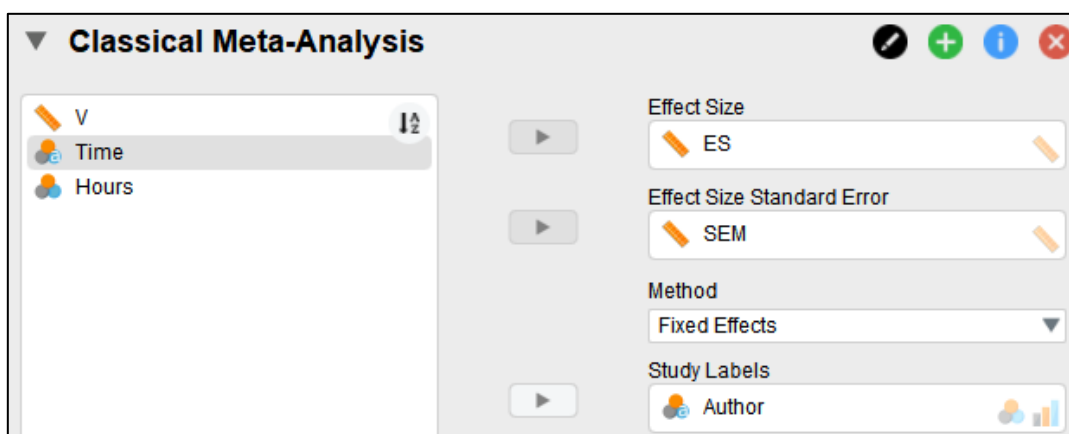 Classical Meta-Analysis
V
Time
Hours
Effect Size
ES
Effect Size Standard Error
SEM
Method
Fixed Effects
Study Labels
Author